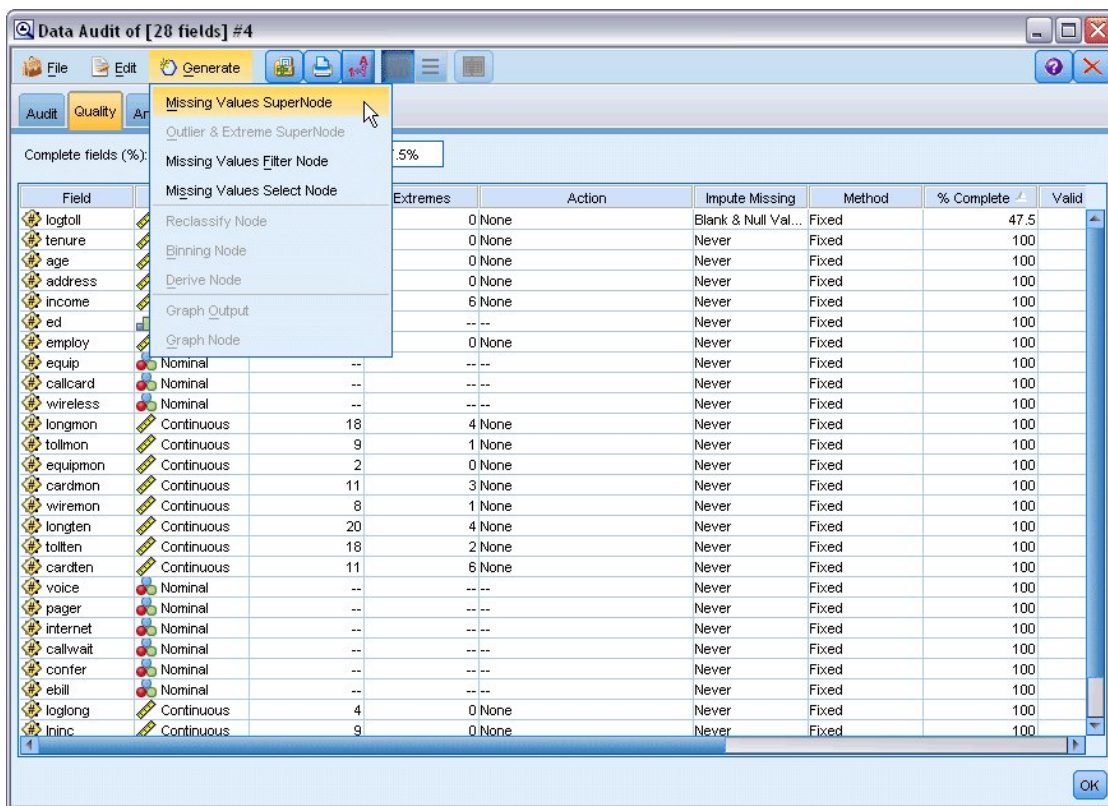 Data Audit of [28 fields] #4
File Edit Generate
Audit Quality An
Missing Values SuperNode
Outlier & Extreme SuperNode
Missing Values Filter Node
Missing Values Select Node
Reclassify Node
Binning Node
Derive Node
Graph Output
Graph Node
Complete fields (%): .5%
Field Extremes Action Impute Missing Method % Complete Valid
logtoll 0 None Blank & Null Val... Fixed 47.5
tenure 0 None Never Fixed 100
age 0 None Never Fixed 100
address 0 None Never Fixed 100
income 6 None Never Fixed 100
ed -- -- Never Fixed 100
employ 0 None Never Fixed 100
equip Nominal -- -- -- Never Fixed 100
callcard Nominal -- -- -- Never Fixed 100
wireless Nominal -- -- -- Never Fixed 100
longmon Continuous 18 4 None Never Fixed 100
tollmon Continuous 9 1 None Never Fixed 100
equipmon Continuous 2 0 None Never Fixed 100
cardmon Continuous 11 3 None Never Fixed 100
wiremon Continuous 8 1 None Never Fixed 100
longten Continuous 20 4 None Never Fixed 100
tollten Continuous 18 2 None Never Fixed 100
cardten Continuous 11 6 None Never Fixed 100
voice Nominal -- -- -- Never Fixed 100
pager Nominal -- -- -- Never Fixed 100
internet Nominal -- -- -- Never Fixed 100
callwait Nominal -- -- -- Never Fixed 100
confer Nominal -- -- -- Never Fixed 100
ebill Nominal -- -- -- Never Fixed 100
loglong Continuous 4 0 None Never Fixed 100
lninc Continuous 9 0 None Never Fixed 100
OK